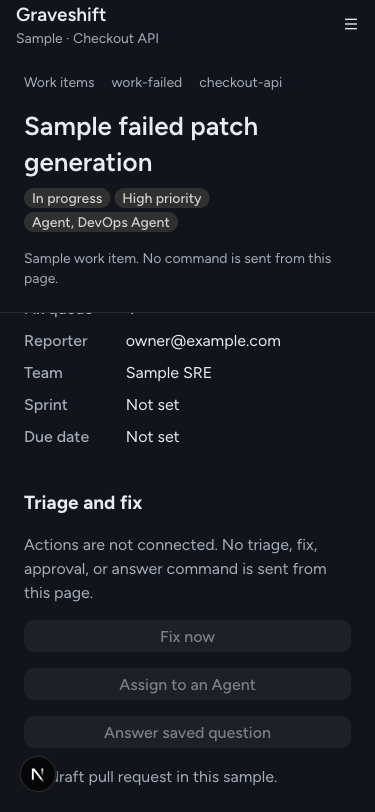 Graveshift
Sample · Checkout API
Work items work-failed checkout-api
Sample failed patch
generation
In progress High priority
Agent, DevOps Agent
Sample work item. No command is sent from this
page.
Reporter owner@example.com
Team Sample SRE
Sprint Not set
Due date Not set
Triage and fix
Actions are not connected. No triage, fix,
approval, or answer command is sent from
this page.
Fix now
Assign to an Agent
Answer saved question
N
draft pull request in this sample.